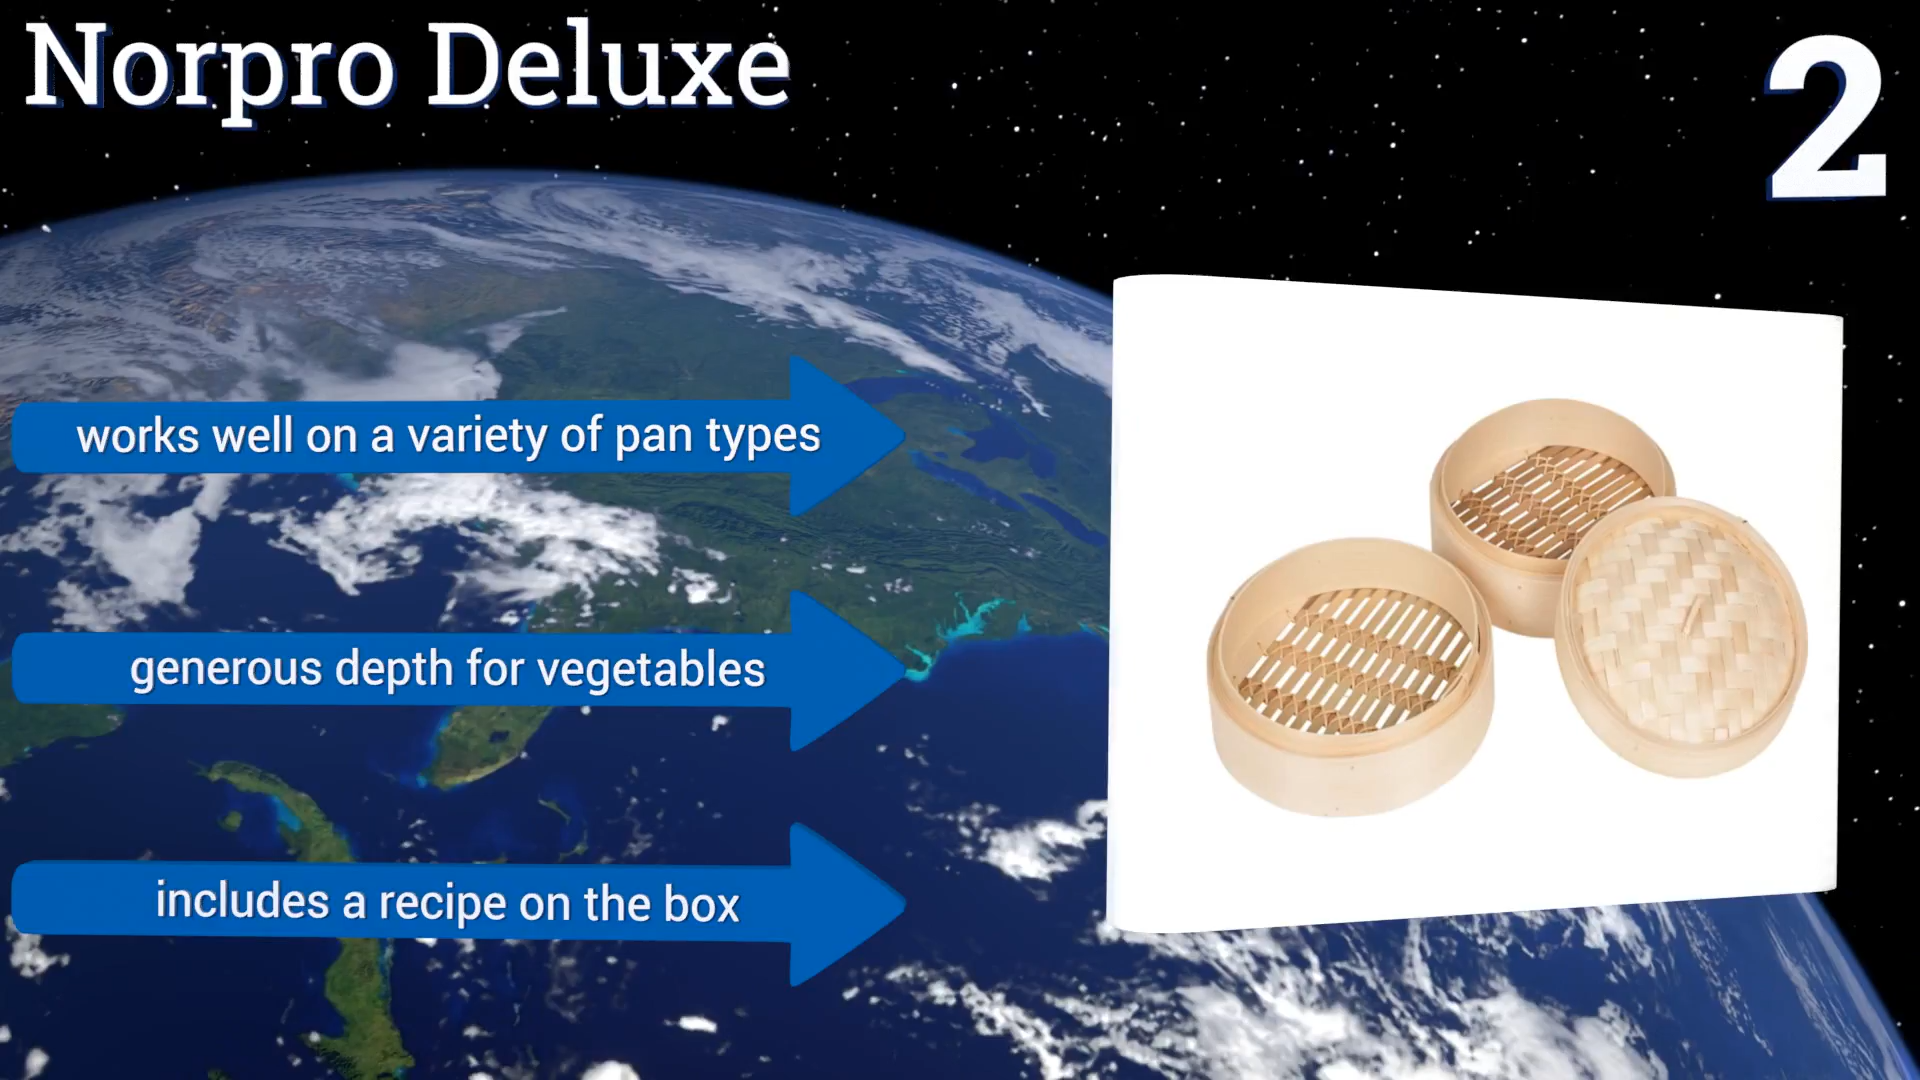 Norpro Deluxe
2
works well on a variety of pan types
generous depth for vegetables
includes a recipe on the box